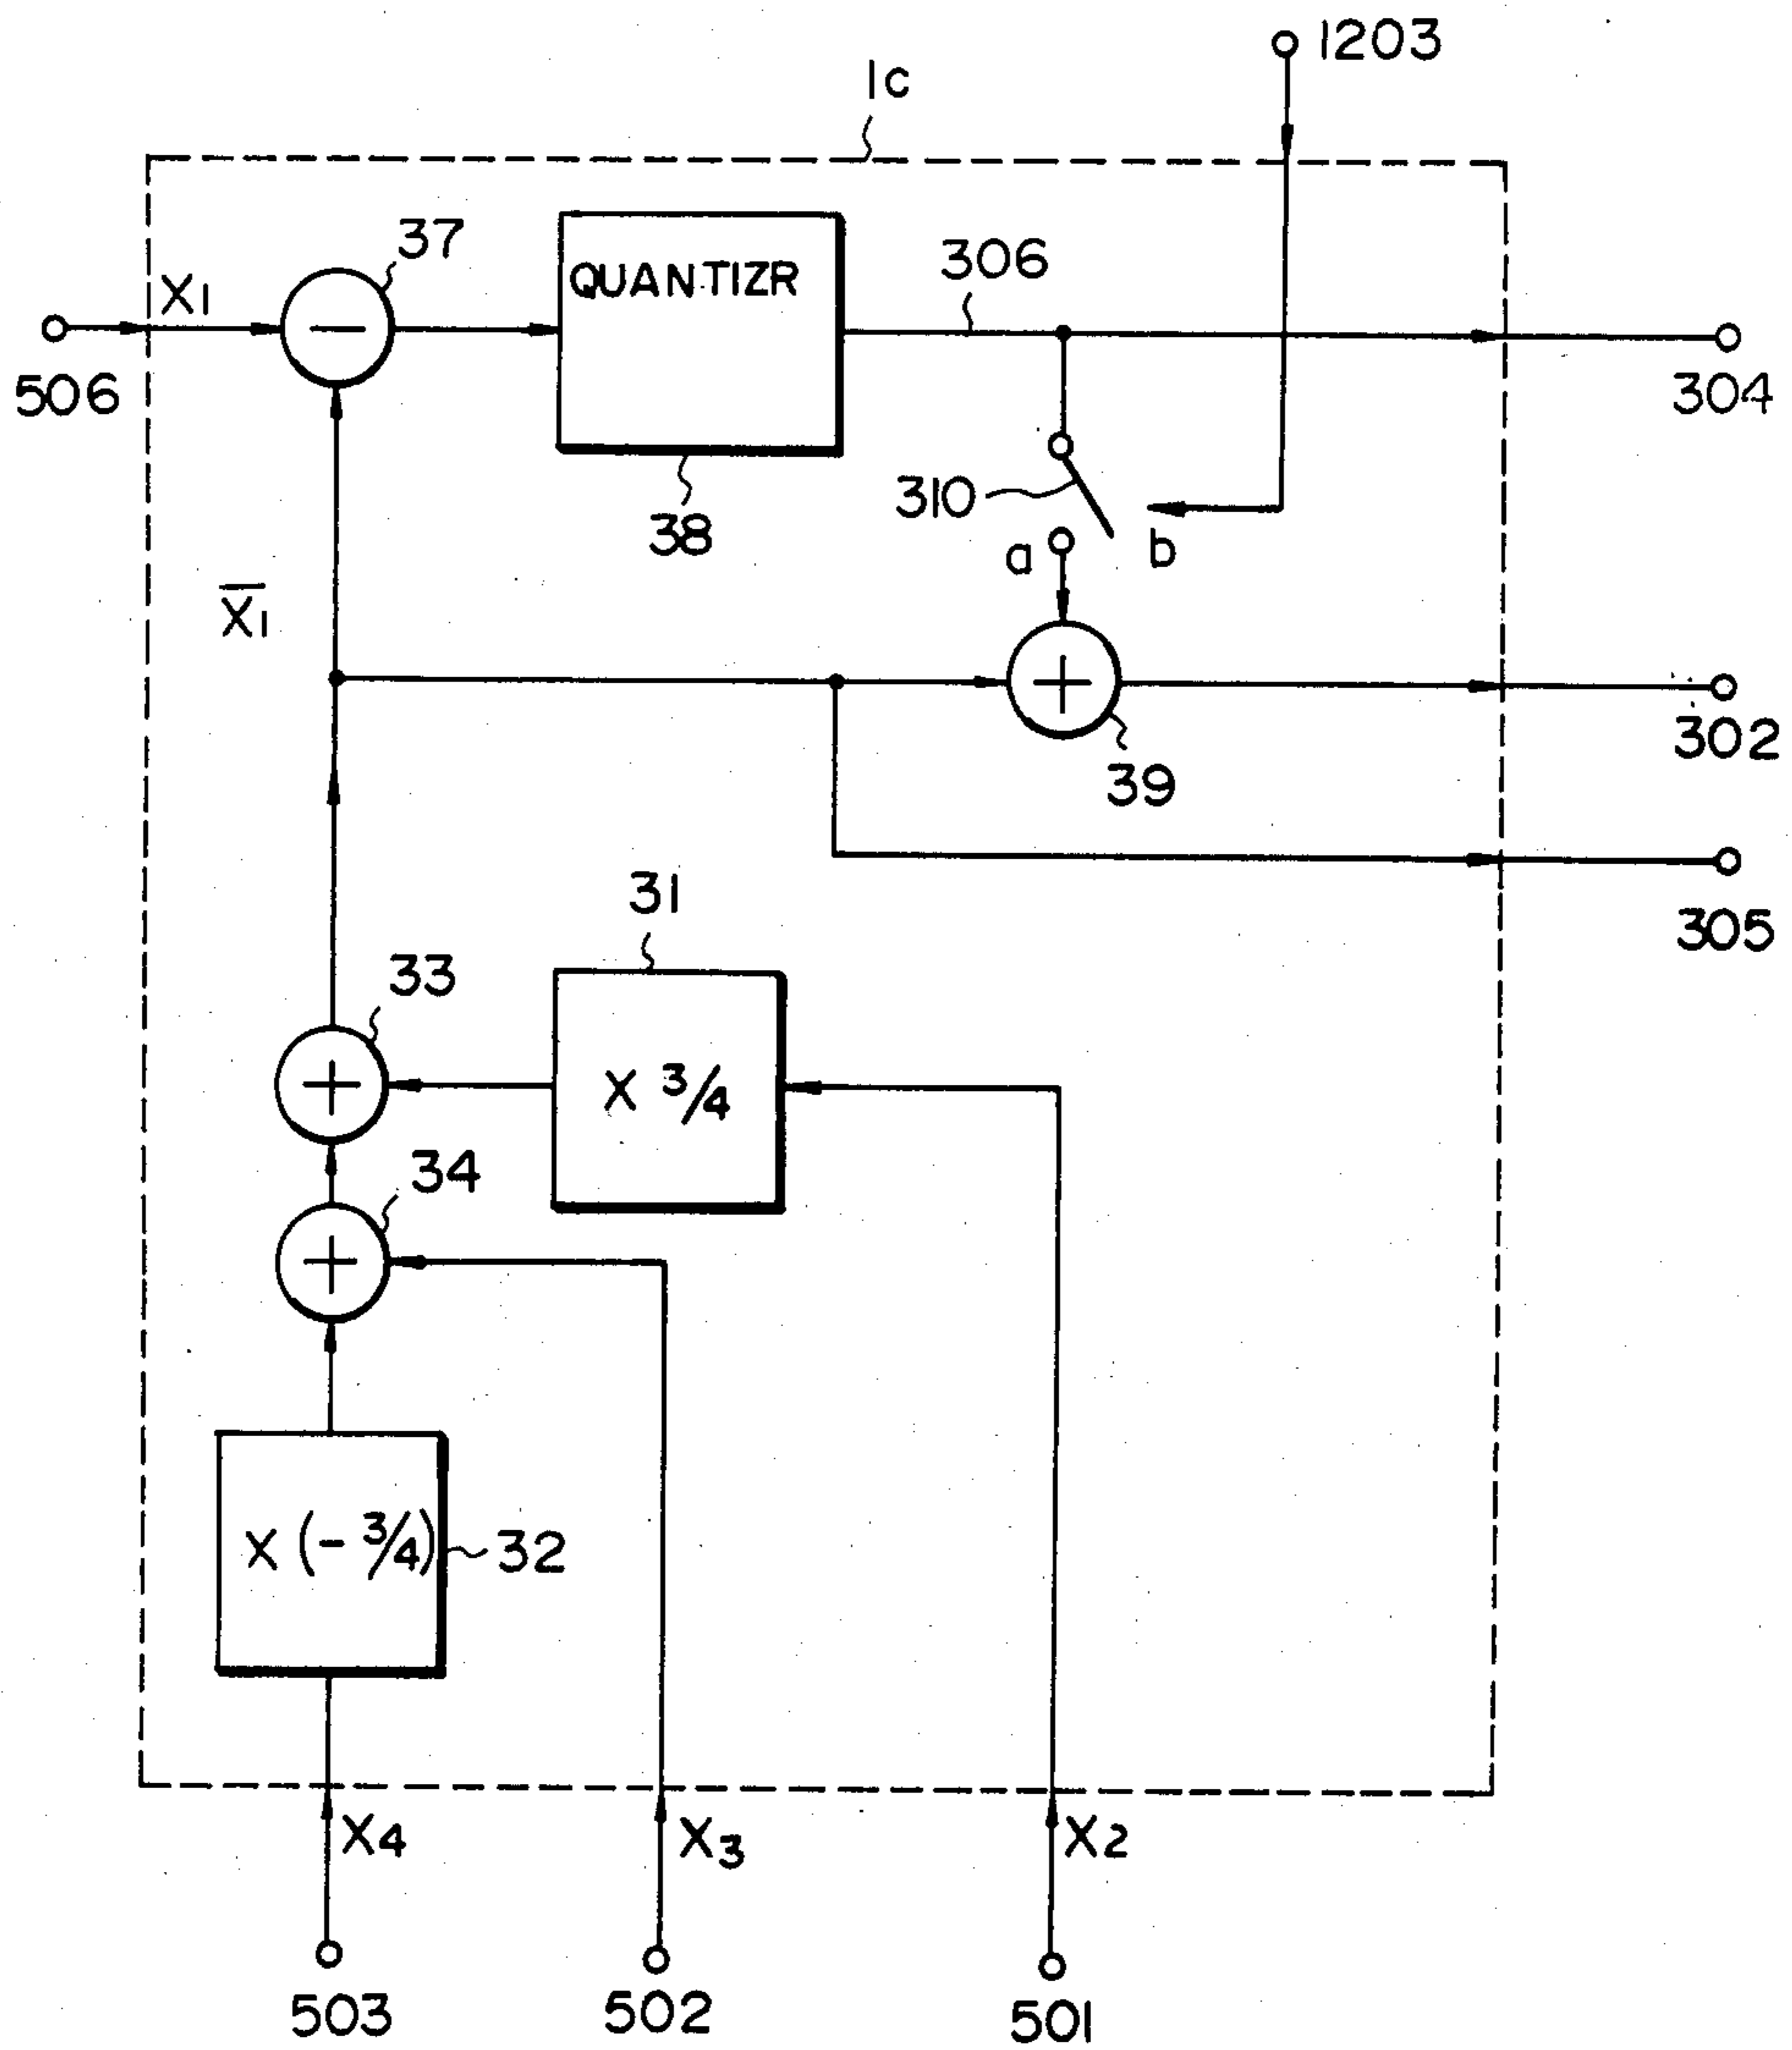 1203
1c
37
QUANTIZR
306
X1
506
304
310
38
a
b
X̅1
39
302
31
305
33
X 3/4
34
X (- 3/4)
32
X4
X3
X2
503
502
501